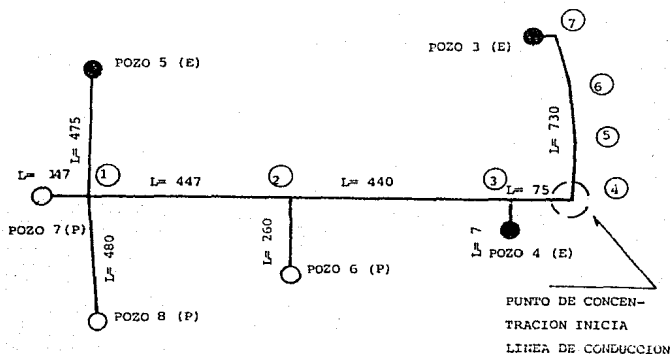 7
POZO 3 (E)
POZO 5 (E)
6
L= 730
5
L= 475
L= 147
1
L= 447
2
L= 440
3
L= 75
4
POZO 7 (P)
L= 480
L= 260
L= 7
POZO 4 (E)
POZO 6 (P)
POZO 8 (P)
PUNTO DE CONCEN-
TRACION INICIA
LINEA DE CONDUCCION